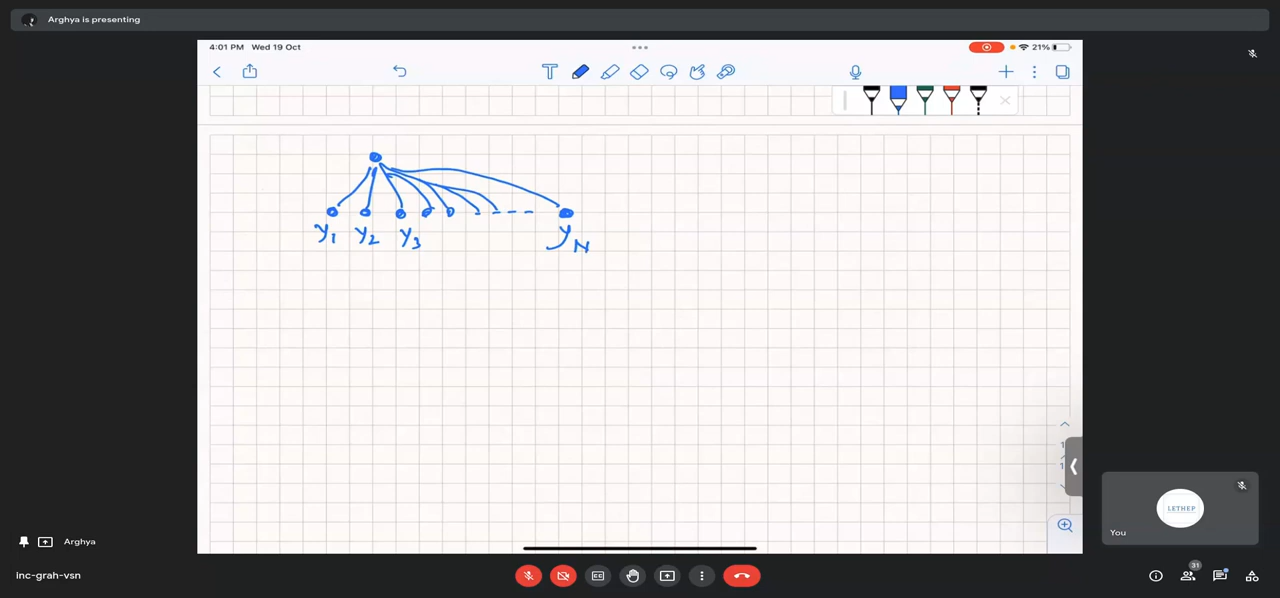 Arghya is presenting
4:01 PM Wed 19 Oct
21%
T
y1 y2 y3 yN
LETHEP
You
Arghya
lnc-grah-vsn
31